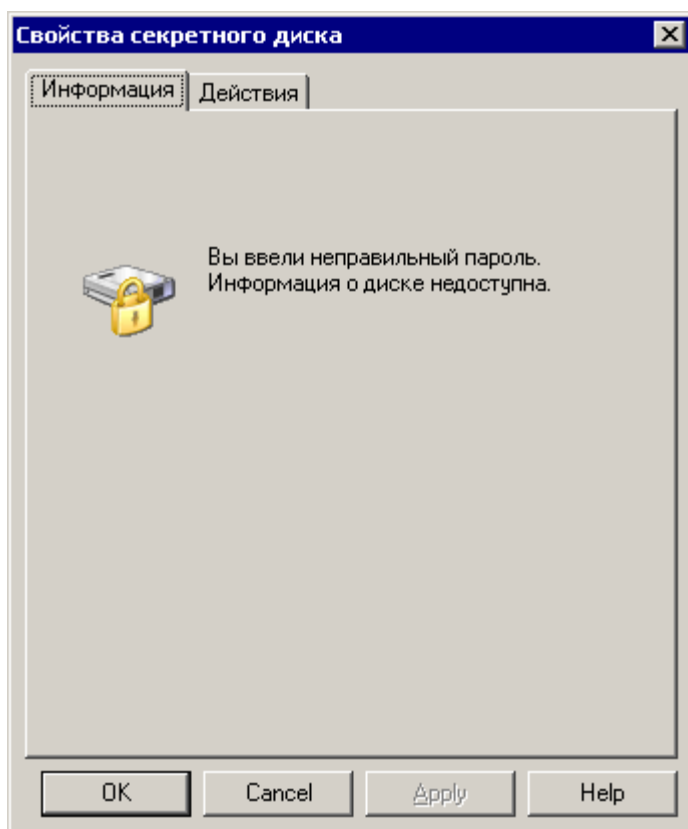 Свойства секретного диска
Информация Действия
Вы ввели неправильный пароль.
Информация о диске недоступна.
OK Cancel Apply Help